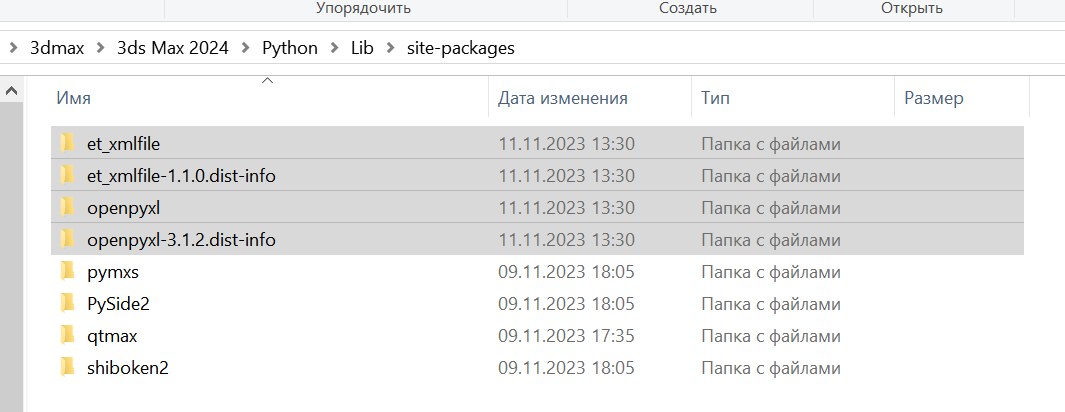 Упорядочить Создать Открыть
3dmax 3ds Max 2024 Python Lib site-packages
Имя Дата изменения Тип Размер
et_xmlfile 11.11.2023 13:30 Папка с файлами
et_xmlfile-1.1.0.dist-info 11.11.2023 13:30 Папка с файлами
openpyxl 11.11.2023 13:30 Папка с файлами
openpyxl-3.1.2.dist-info 11.11.2023 13:30 Папка с файлами
pymxs 09.11.2023 18:05 Папка с файлами
PySide2 09.11.2023 18:05 Папка с файлами
qtmax 09.11.2023 17:35 Папка с файлами
shiboken2 09.11.2023 18:05 Папка с файлами